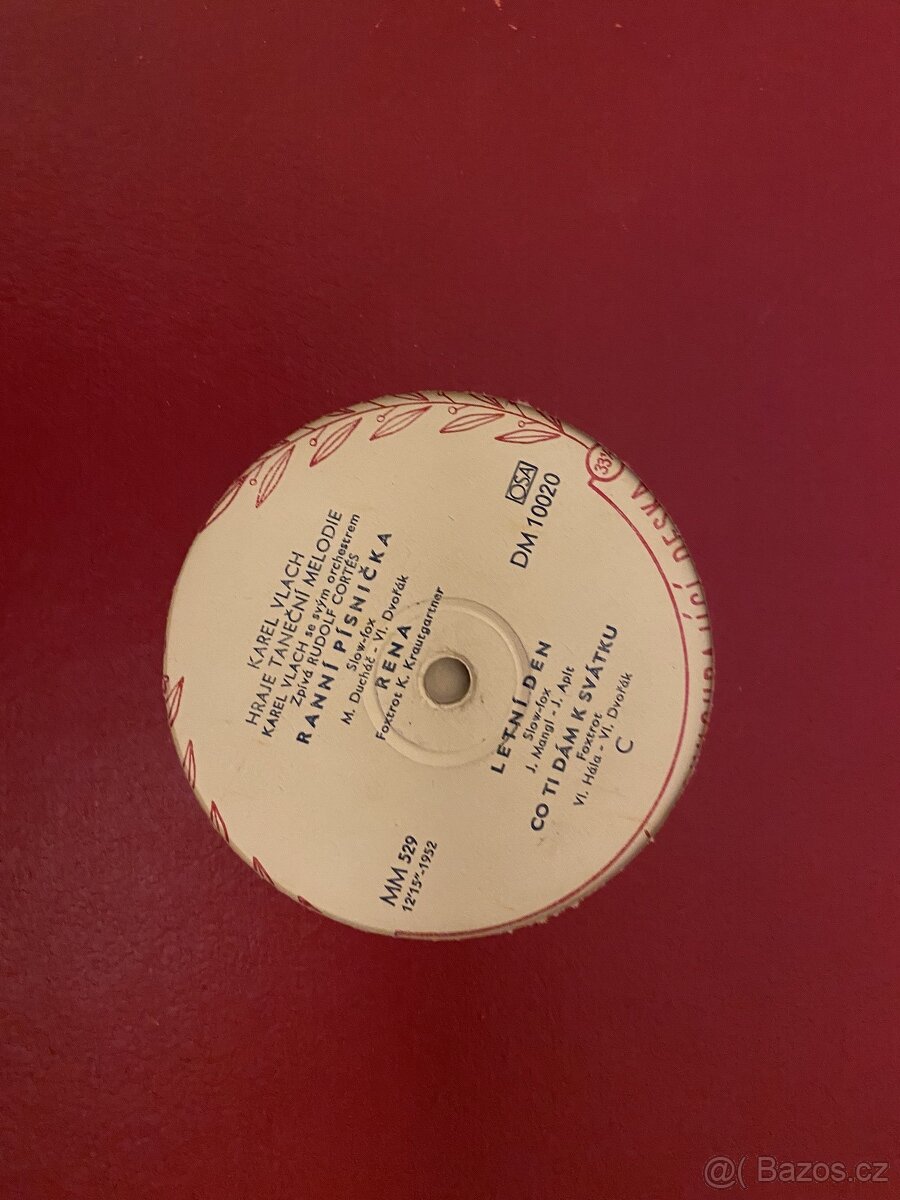 KAREL VLACH
HRAJE TANEČNÍ MELODIE
KAREL VLACH se svým orchestrem
Zpívá RUDOLF CORTÉS
RANNÍ PÍSNIČKA
Slow-fox
M. Ducháč - Vl. Dvořák
RENA
Foxtrot K. Krautgartner
MM 529
12'15"-1952
OSA
DM 10020
LETNÍ DEN
Slow-fox
J. Mangl - J. Aplt
CO TI DÁM K SVÁTKU
Foxtrot
Vl. Hála - Vl. Dvořák
C
DESKA
@( Bazos.cz